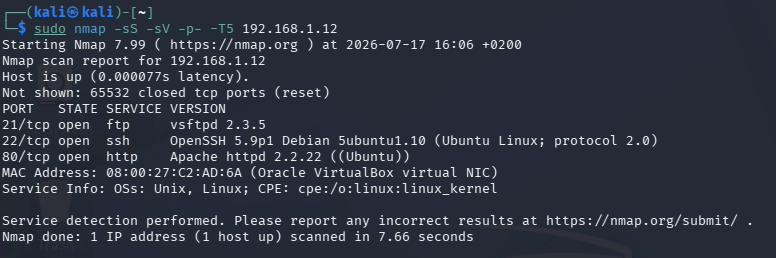 ┌──(kali㉿kali)-[~]
└─$ sudo nmap -sS -sV -p- -T5 192.168.1.12
Starting Nmap 7.99 ( https://nmap.org ) at 2026-07-17 16:06 +0200
Nmap scan report for 192.168.1.12
Host is up (0.000077s latency).
Not shown: 65532 closed tcp ports (reset)
PORT   STATE SERVICE VERSION
21/tcp open  ftp     vsftpd 2.3.5
22/tcp open  ssh     OpenSSH 5.9p1 Debian 5ubuntu1.10 (Ubuntu Linux; protocol 2.0)
80/tcp open  http    Apache httpd 2.2.22 ((Ubuntu))
MAC Address: 08:00:27:C2:AD:6A (Oracle VirtualBox virtual NIC)
Service Info: OSs: Unix, Linux; CPE: cpe:/o:linux:linux_kernel

Service detection performed. Please report any incorrect results at https://nmap.org/submit/ .
Nmap done: 1 IP address (1 host up) scanned in 7.66 seconds